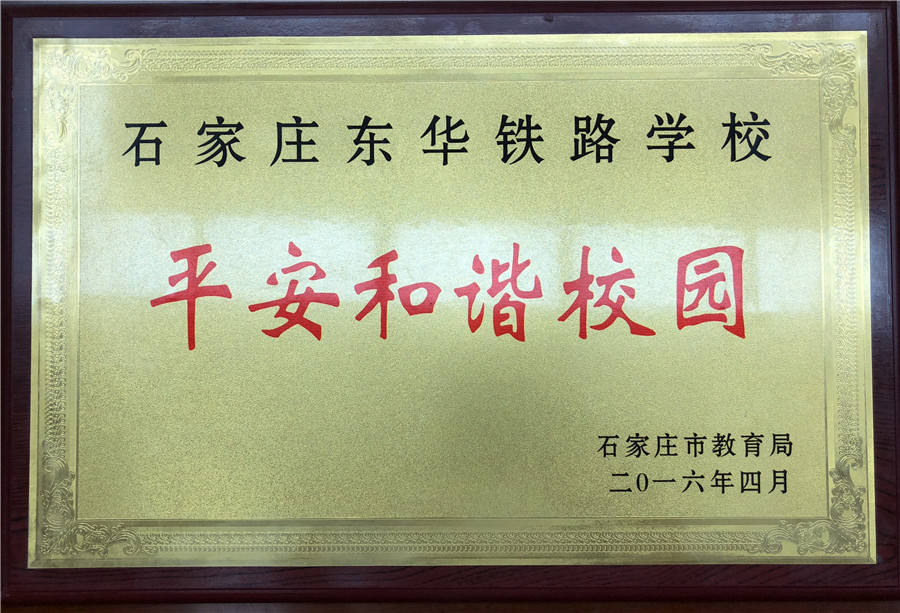 石家庄东华铁路学校
平安和谐校园
石家庄市教育局
二0一六年四月